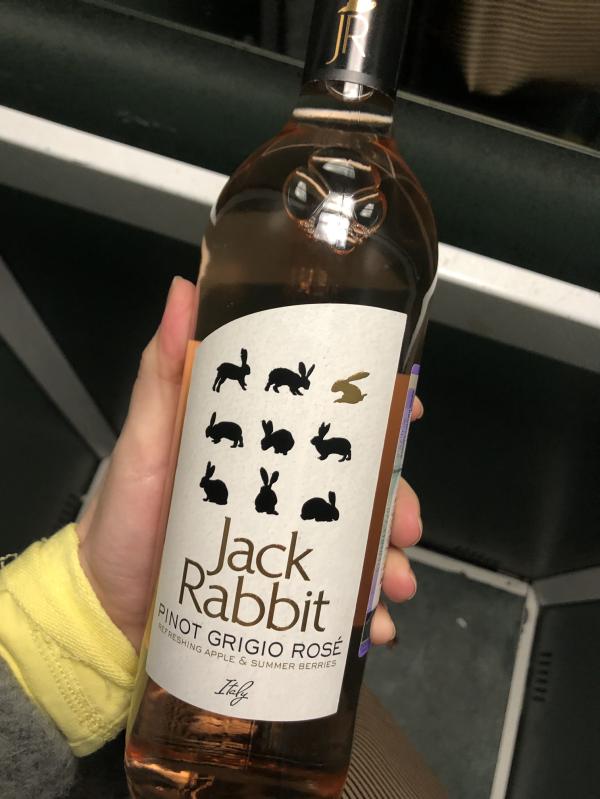 JR
Jack
Rabbit
PINOT GRIGIO ROSÉ
REFRESHING APPLE & SUMMER BERRIES
Italy